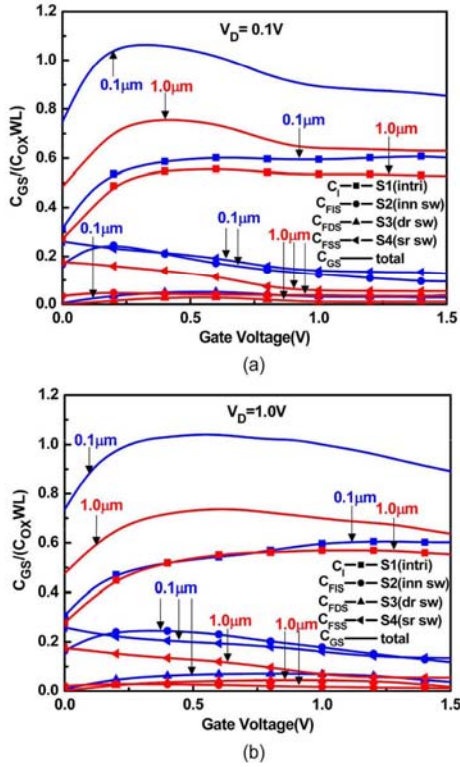 (a)
V_D = 0.1V
1.2
1.0
0.8
0.6
0.4
0.2
0.0
C_GS/(C_OXWL)
0.1μm
1.0μm
0.1μm
1.0μm
0.1μm
0.1μm
1.0μm
C_I S1(intri)
C_FIS S2(inn sw)
C_FDS S3(dr sw)
C_FSS S4(sr sw)
C_GS total
0.0 0.5 1.0 1.5
Gate Voltage(V)
(a)
V_D=1.0V
1.2
1.0
0.8
0.6
0.4
0.2
0.0
C_GS/(C_OXWL)
0.1μm
1.0μm
0.1μm
1.0μm
0.1μm
1.0μm
C_I S1(intri)
C_FIS S2(inn sw)
C_FDS S3(dr sw)
C_FSS S4(sr sw)
C_GS total
0.0 0.5 1.0 1.5
Gate Voltage(V)
(b)